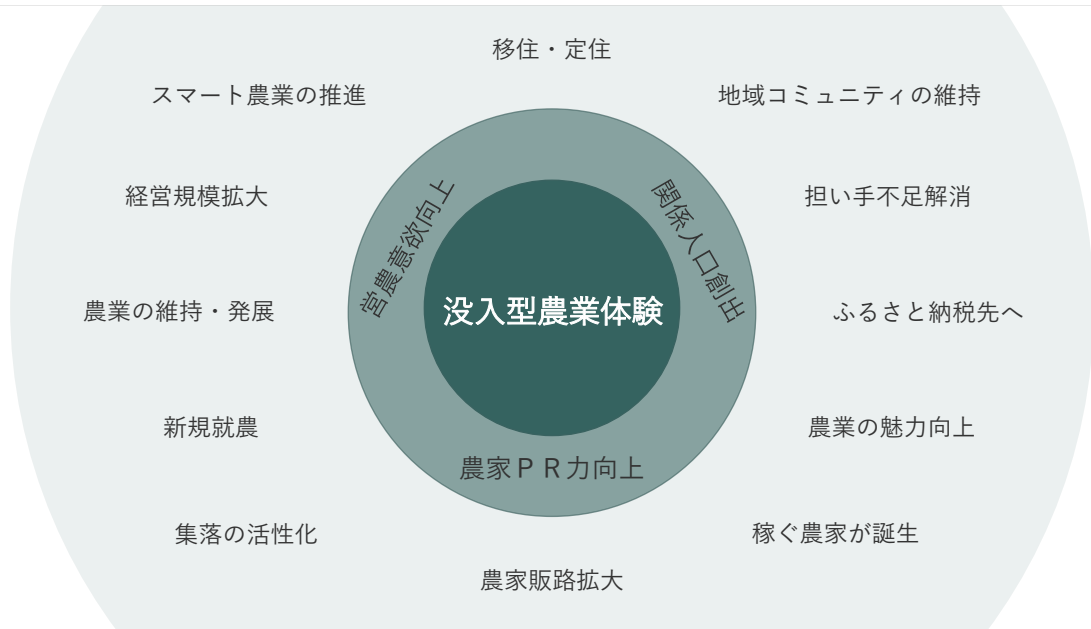 移住・定住
スマート農業の推進
地域コミュニティの維持
経営規模拡大
営農意欲向上
関係人口創出
担い手不足解消
農業の維持・発展
没入型農業体験
ふるさと納税先へ
新規就農
農業の魅力向上
農家ＰＲ力向上
集落の活性化
稼ぐ農家が誕生
農家販路拡大